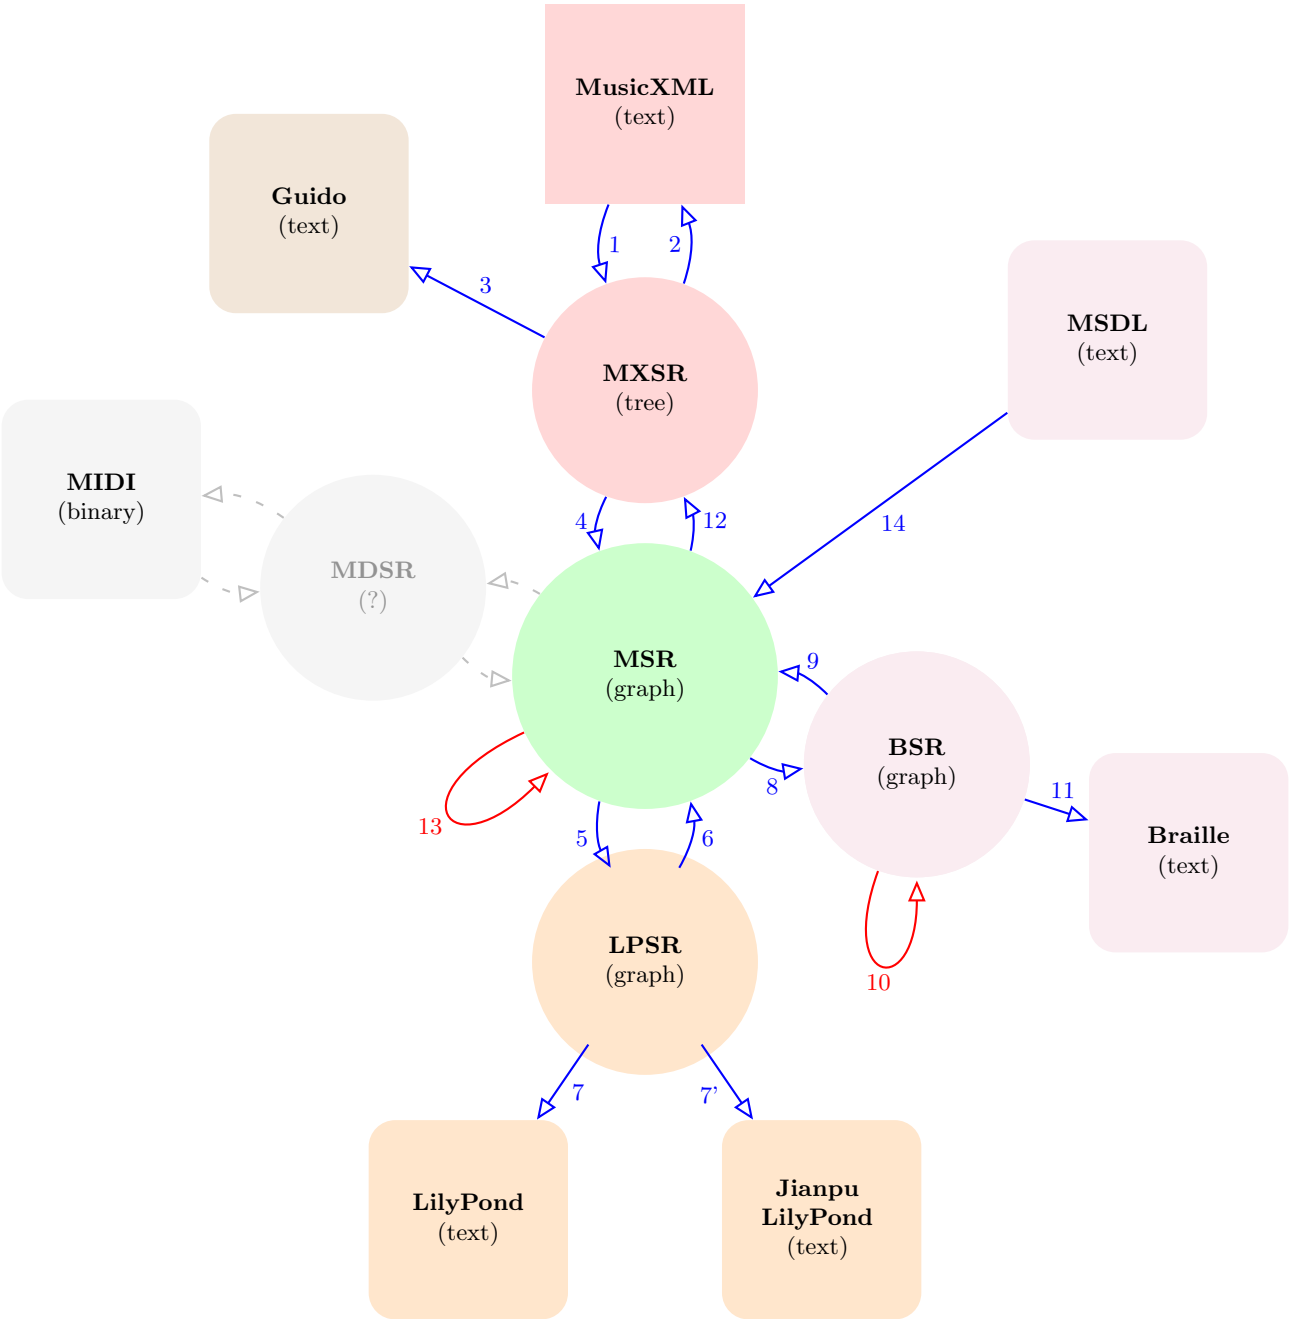 MusicXML
(text)
Guido
(text)
1
2
3
MSDL
(text)
MXSR
(tree)
MIDI
(binary)
4
12
14
MDSR
(?)
MSR
(graph)
9
BSR
(graph)
8
11
13
5
6
Braille
(text)
LPSR
(graph)
10
7
7'
LilyPond
(text)
Jianpu
LilyPond
(text)